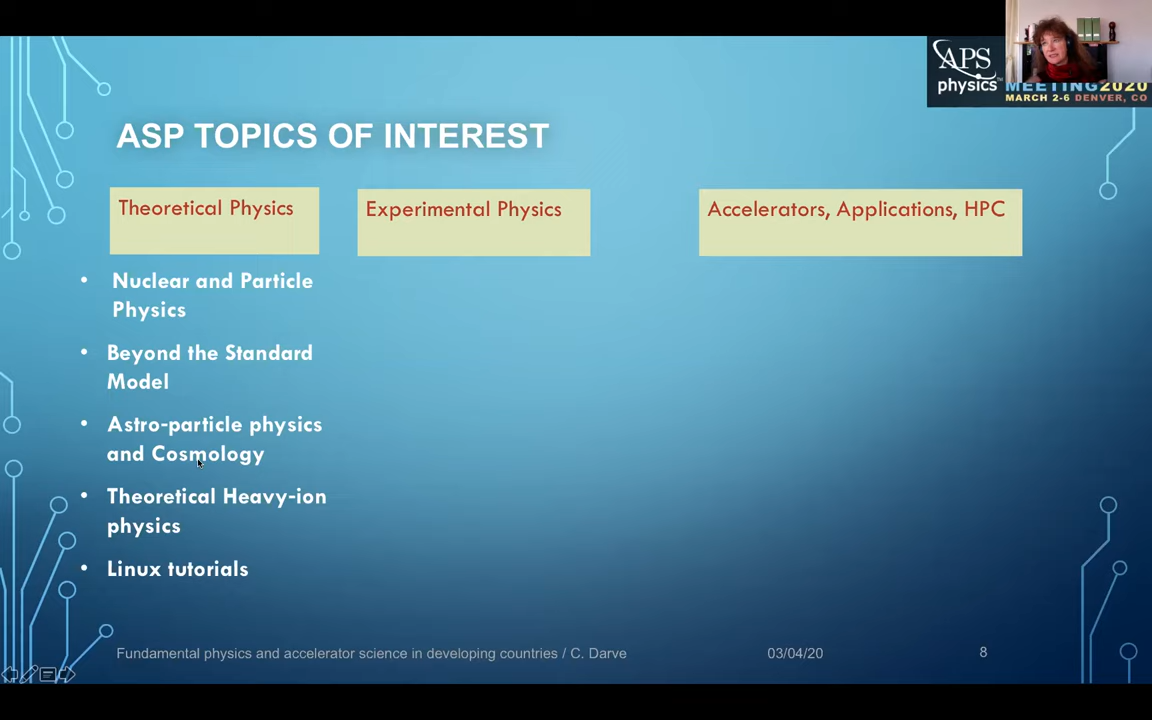 APS
physics
MEETING2020
MARCH 2-6 DENVER, CO
ASP TOPICS OF INTEREST
Theoretical Physics
Experimental Physics
Accelerators, Applications, HPC
• Nuclear and Particle
Physics
• Beyond the Standard
Model
• Astro-particle physics
and Cosmology
• Theoretical Heavy-ion
physics
• Linux tutorials
Fundamental physics and accelerator science in developing countries / C. Darve
03/04/20
8